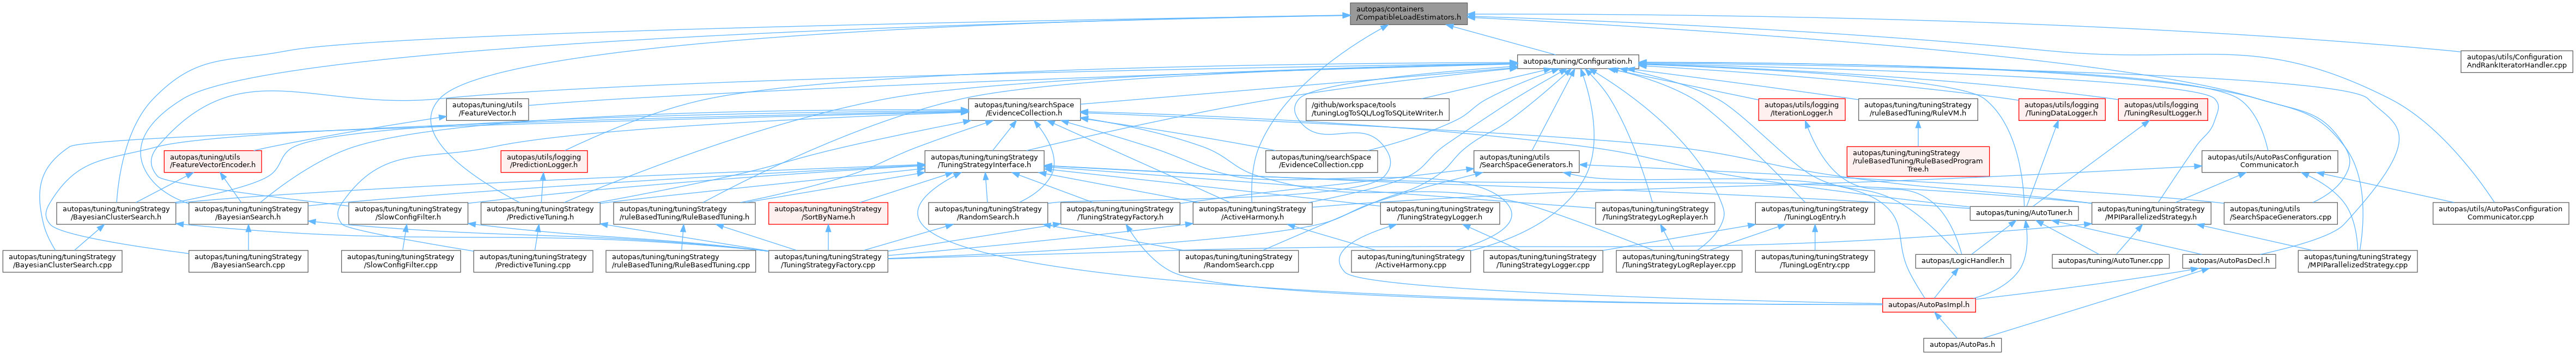 autopas/containers
/CompatibleLoadEstimators.h
autopas/tuning/Configuration.h
autopas/utils/Configuration
AndRankIteratorHandler.cpp
autopas/tuning/utils
/FeatureVector.h
autopas/tuning/searchSpace
/EvidenceCollection.h
/github/workspace/tools
/tuningLogToSQL/LogToSQLiteWriter.h
autopas/utils/logging
/IterationLogger.h
autopas/tuning/tuningStrategy
/ruleBasedTuning/RuleVM.h
autopas/utils/logging
/TuningDataLogger.h
autopas/utils/logging
/TuningResultLogger.h
autopas/tuning/utils
/FeatureVectorEncoder.h
autopas/utils/logging
/PredictionLogger.h
autopas/tuning/tuningStrategy
/TuningStrategyInterface.h
autopas/tuning/searchSpace
/EvidenceCollection.cpp
autopas/tuning/utils
/SearchSpaceGenerators.h
autopas/tuning/tuningStrategy
/ruleBasedTuning/RuleBasedProgram
Tree.h
autopas/utils/AutoPasConfiguration
Communicator.h
autopas/tuning/tuningStrategy
/BayesianClusterSearch.h
autopas/tuning/tuningStrategy
/BayesianSearch.h
autopas/tuning/tuningStrategy
/SlowConfigFilter.h
autopas/tuning/tuningStrategy
/PredictiveTuning.h
autopas/tuning/tuningStrategy
/ruleBasedTuning/RuleBasedTuning.h
autopas/tuning/tuningStrategy
/SortByName.h
autopas/tuning/tuningStrategy
/RandomSearch.h
autopas/tuning/tuningStrategy
/TuningStrategyFactory.h
autopas/tuning/tuningStrategy
/ActiveHarmony.h
autopas/tuning/tuningStrategy
/TuningStrategyLogger.h
autopas/tuning/tuningStrategy
/TuningStrategyLogReplayer.h
autopas/tuning/tuningStrategy
/TuningLogEntry.h
autopas/tuning/AutoTuner.h
autopas/tuning/tuningStrategy
/MPIParallelizedStrategy.h
autopas/tuning/utils
/SearchSpaceGenerators.cpp
autopas/utils/AutoPasConfiguration
Communicator.cpp
autopas/tuning/tuningStrategy
/BayesianClusterSearch.cpp
autopas/tuning/tuningStrategy
/BayesianSearch.cpp
autopas/tuning/tuningStrategy
/SlowConfigFilter.cpp
autopas/tuning/tuningStrategy
/PredictiveTuning.cpp
autopas/tuning/tuningStrategy
/ruleBasedTuning/RuleBasedTuning.cpp
autopas/tuning/tuningStrategy
/TuningStrategyFactory.cpp
autopas/tuning/tuningStrategy
/RandomSearch.cpp
autopas/tuning/tuningStrategy
/ActiveHarmony.cpp
autopas/tuning/tuningStrategy
/TuningStrategyLogger.cpp
autopas/tuning/tuningStrategy
/TuningStrategyLogReplayer.cpp
autopas/tuning/tuningStrategy
/TuningLogEntry.cpp
autopas/LogicHandler.h
autopas/tuning/AutoTuner.cpp
autopas/AutoPasDecl.h
autopas/tuning/tuningStrategy
/MPIParallelizedStrategy.cpp
autopas/AutoPasImpl.h
autopas/AutoPas.h